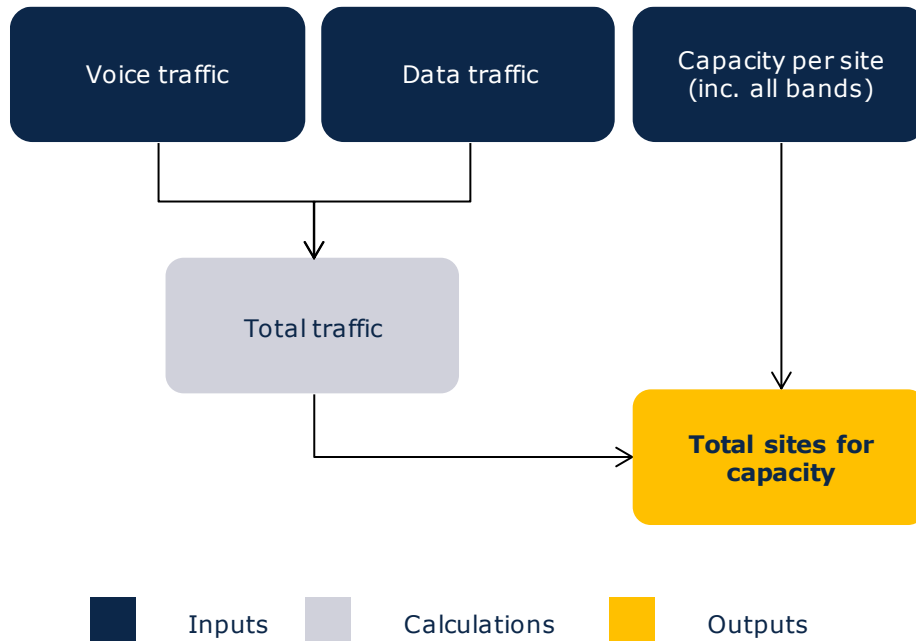 Voice traffic
Data traffic
Capacity per site
(inc. all bands)
Total traffic
Total sites for
capacity
Inputs
Calculations
Outputs